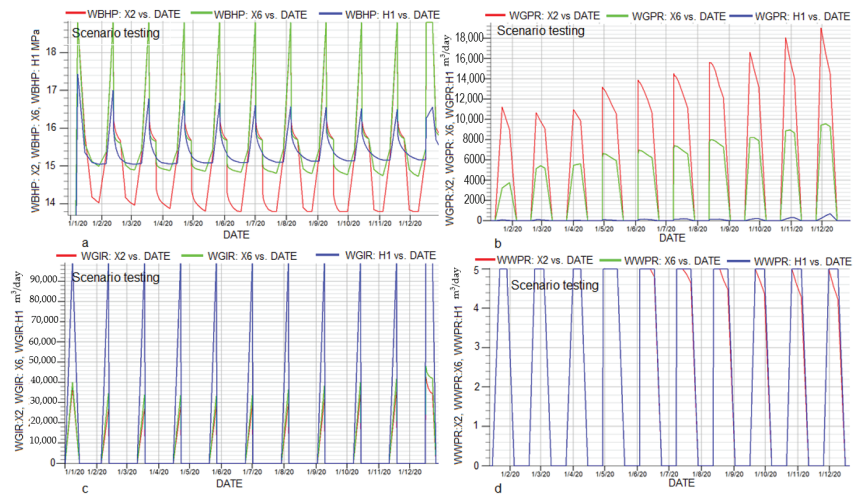 WBHP: X2 vs. DATE WBHP: X6 vs. DATE WBHP: H1 vs. DATE
Scenario testing
WBHP: X2, WBHP: X6, WBHP: H1 MPa
18
17
16
15
14
1/1/20 1/2/20 1/3/20 1/4/20 1/5/20 1/6/20 1/7/20 1/8/20 1/9/20 1/10/20 1/11/20 1/12/20
DATE
a
WGPR: X2 vs. DATE WGPR: X6 vs. DATE WGPR: H1 vs. DATE
Scenario testing
WGPR:X2, WGPR: X6, WGPR:H1 m³/day
18,000
16,000
14,000
12,000
10,000
8000
6000
4000
2000
0
1/2/20 1/3/20 1/4/20 1/5/20 1/6/20 1/7/20 1/8/20 1/9/20 1/10/20 1/11/20 1/12/20
DATE
b
WGIR: X2 vs. DATE WGIR: X6 vs. DATE WGIR: H1 vs. DATE
Scenario testing
WGIR:X2, WGIR: X6, WGIR:H1 m³/day
90,000
80,000
70,000
60,000
50,000
40,000
30,000
20,000
10,000
0
1/1/20 1/2/20 1/3/20 1/4/20 1/5/20 1/6/20 1/7/20 1/8/20 1/9/20 1/10/20 1/11/20 1/12/20
DATE
c
WWPR: X2 vs. DATE WWPR: X6 vs. DATE WWPR: H1 vs. DATE
Scenario testing
WWPR:X2, WWPR:X6, WWPR:H1 m³/day
5
4
3
2
1
0
1/2/20 1/3/20 1/4/20 1/5/20 1/6/20 1/7/20 1/8/20 1/9/20 1/10/20 1/11/20 1/12/20
DATE
d